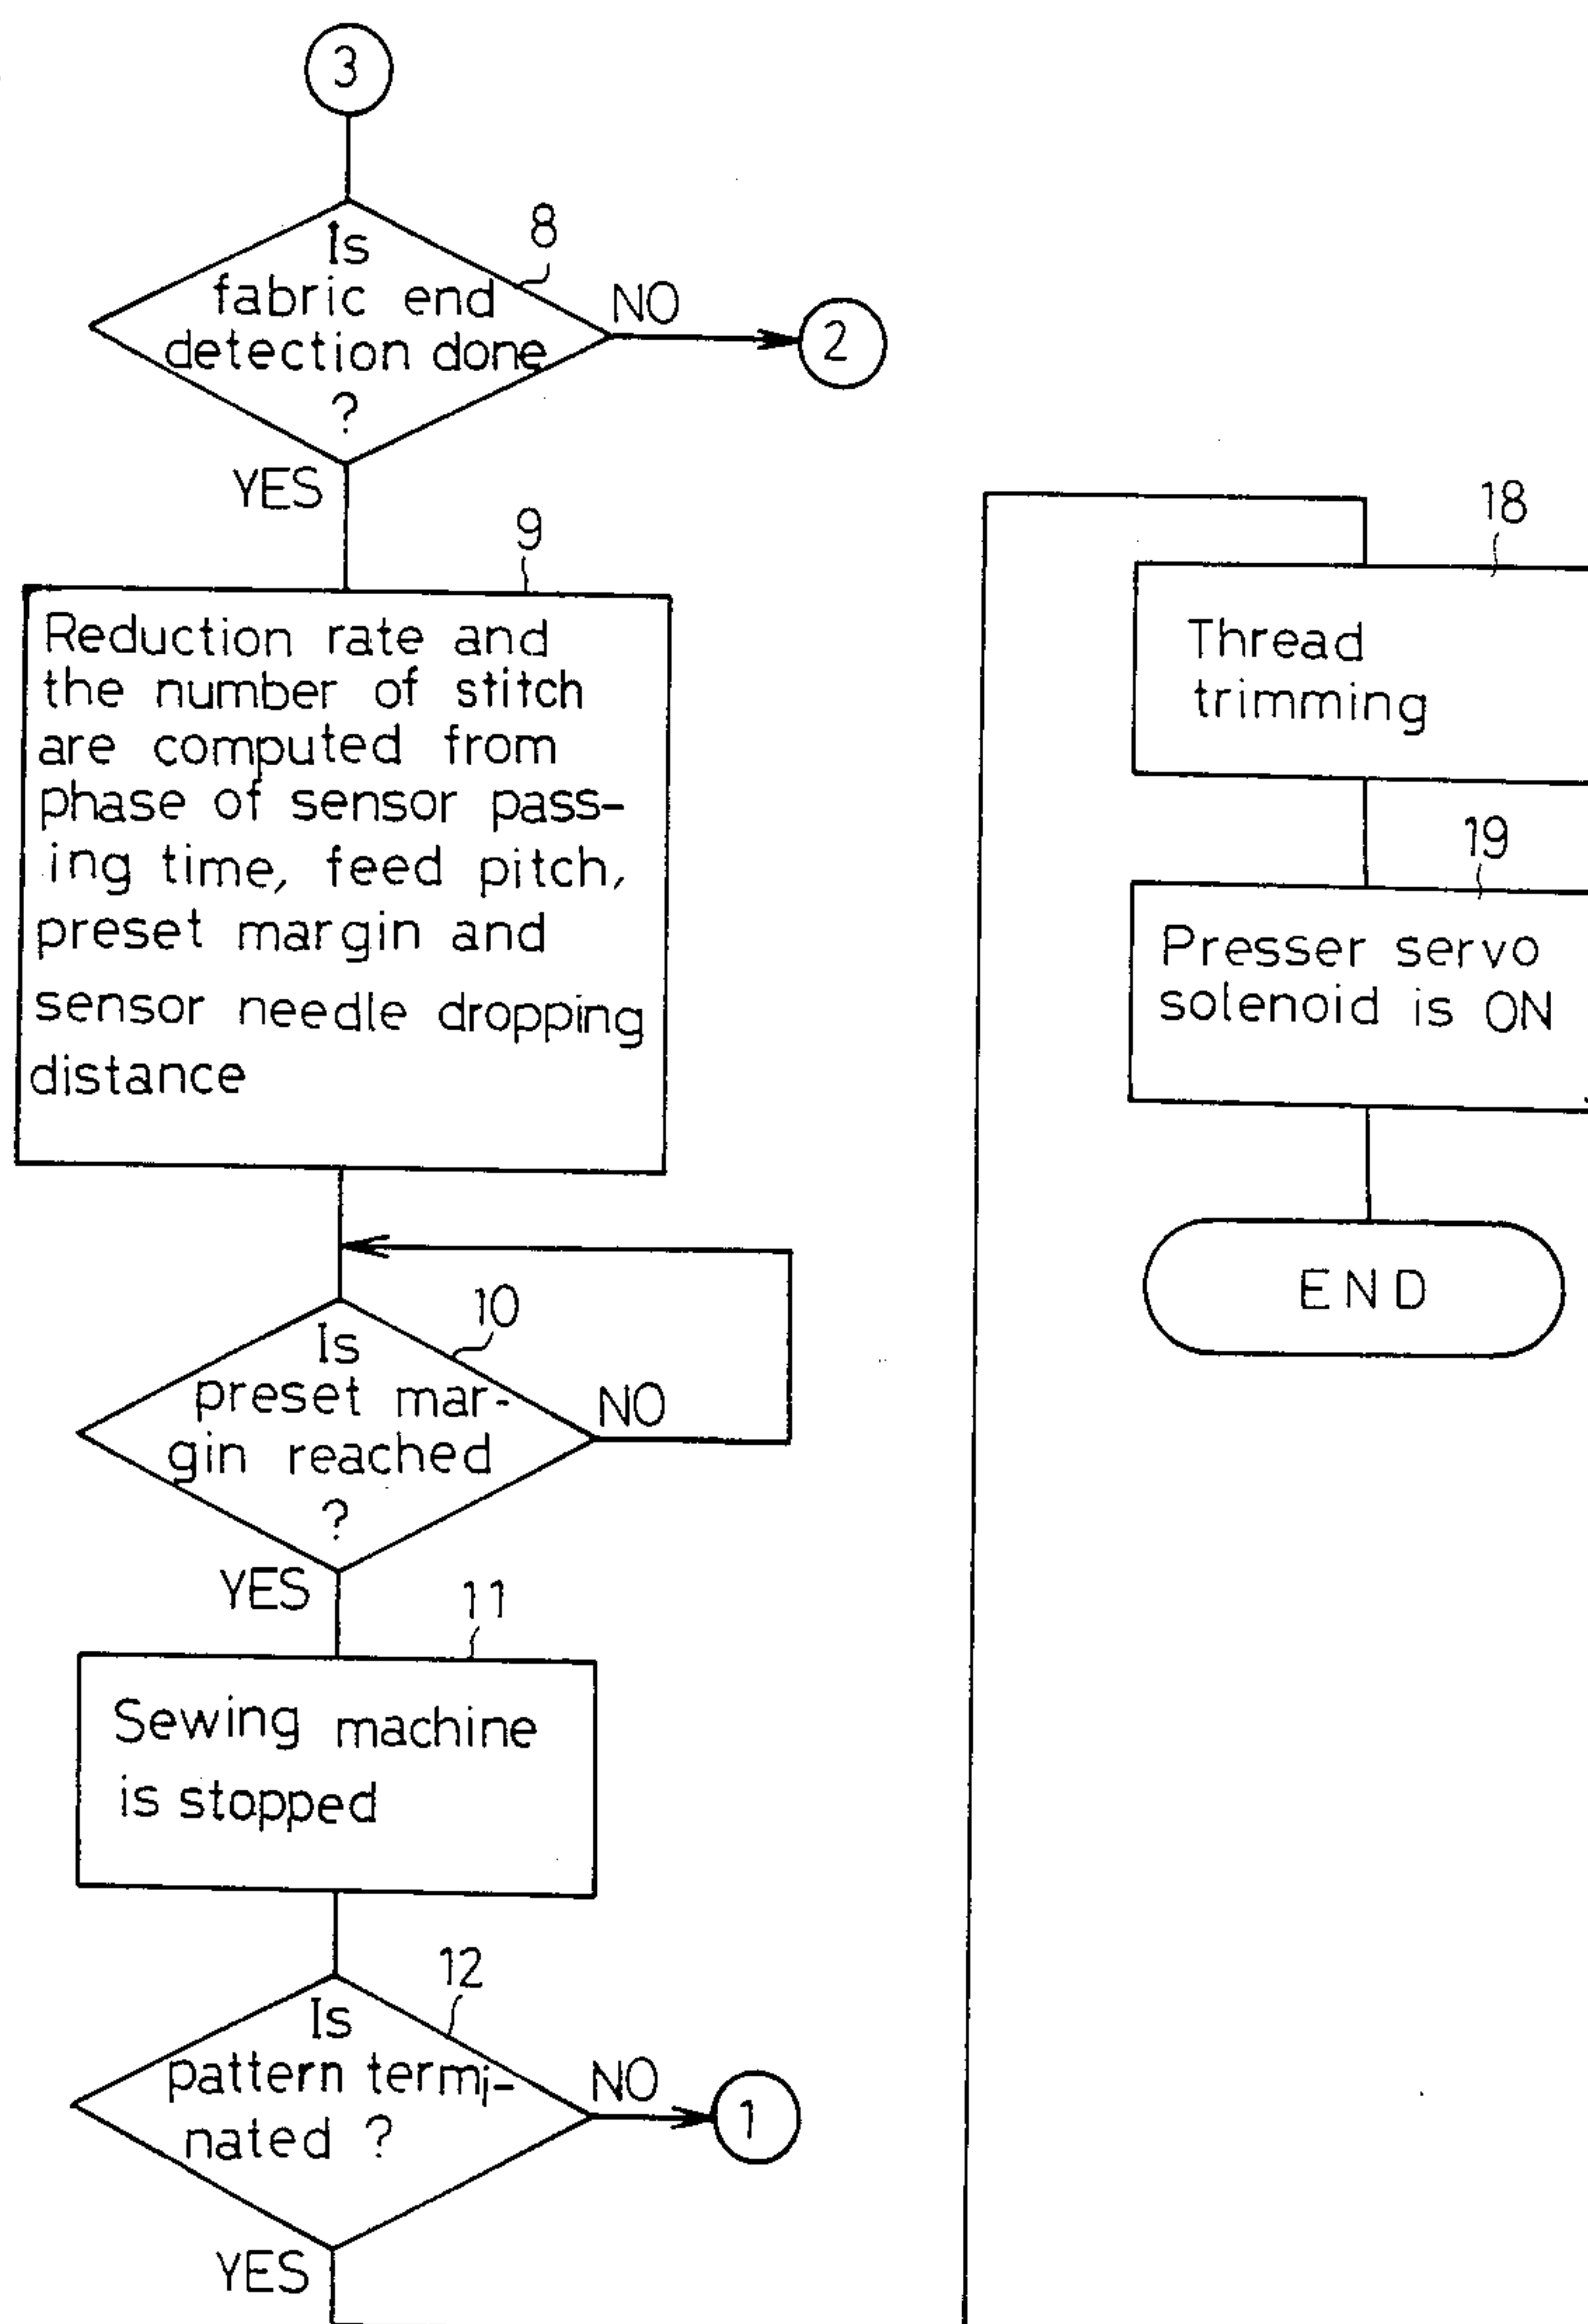 3
8
Is
fabric end
detection done
?
NO
2
YES
9
Reduction rate and
the number of stitch
are computed from
phase of sensor pass-
ing time, feed pitch,
preset margin and
sensor needle dropping
distance
10
Is
preset mar-
gin reached
?
NO
YES
11
Sewing machine
is stopped
12
Is
pattern termi-
nated ?
NO
1
YES
18
Thread
trimming
19
Presser servo
solenoid is ON
END